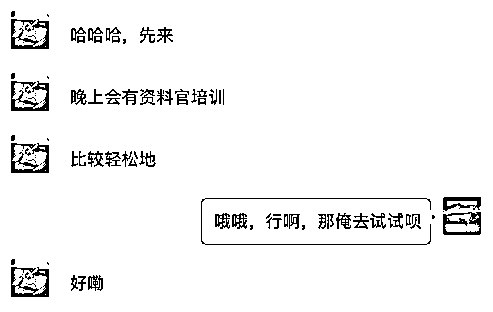 哈哈哈，先来
晚上会有资料官培训
比较轻松地
哦哦，行啊，那俺去试试呗
好嘞